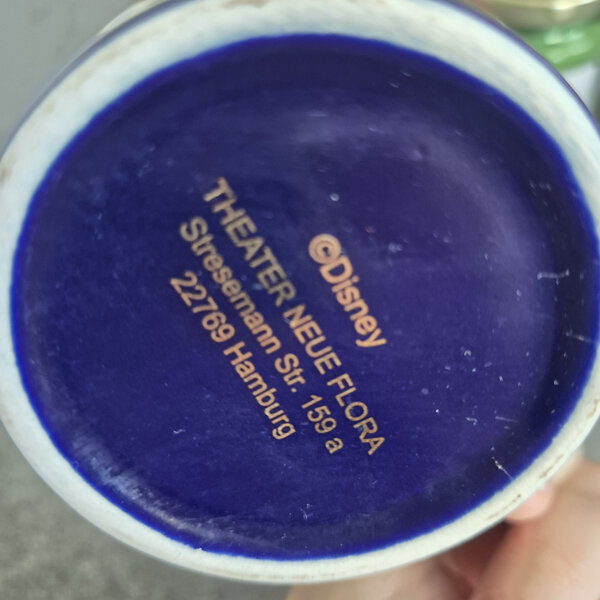 ©Disney
THEATER NEUE FLORA
Stresemann Str. 159 a
22769 Hamburg